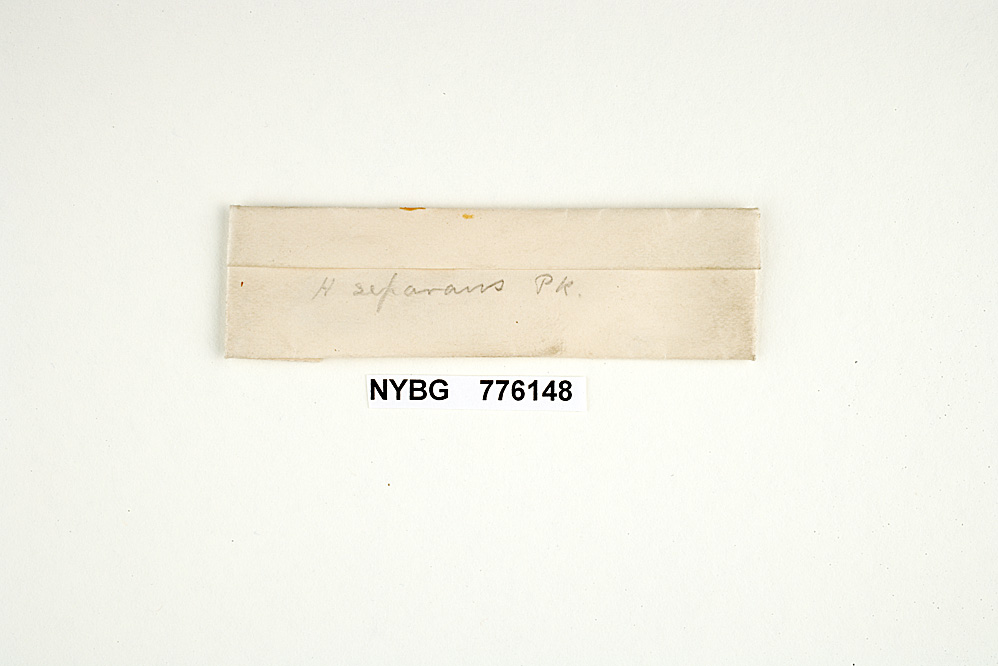 H separans Pk.
NYBG 776148